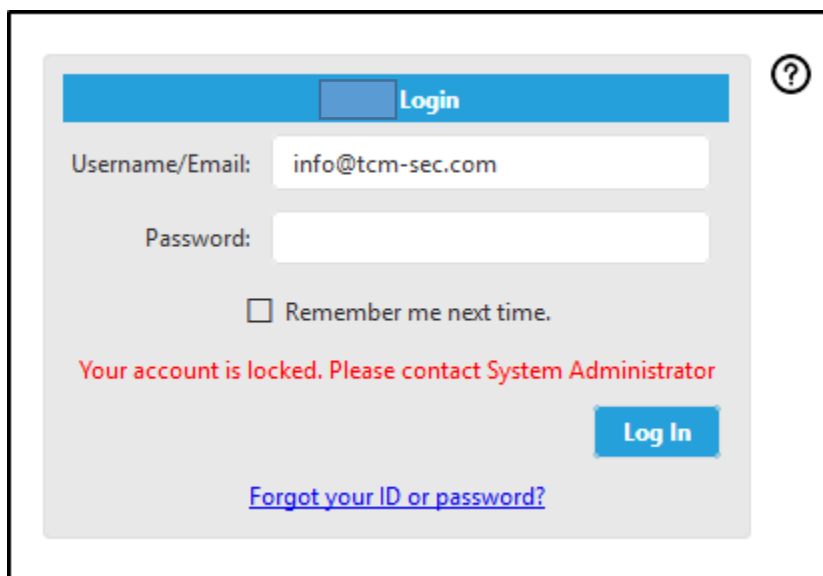 Login
Username/Email: info@tcm-sec.com
Password:
Remember me next time.
Your account is locked. Please contact System Administrator
Log In
Forgot your ID or password?
?